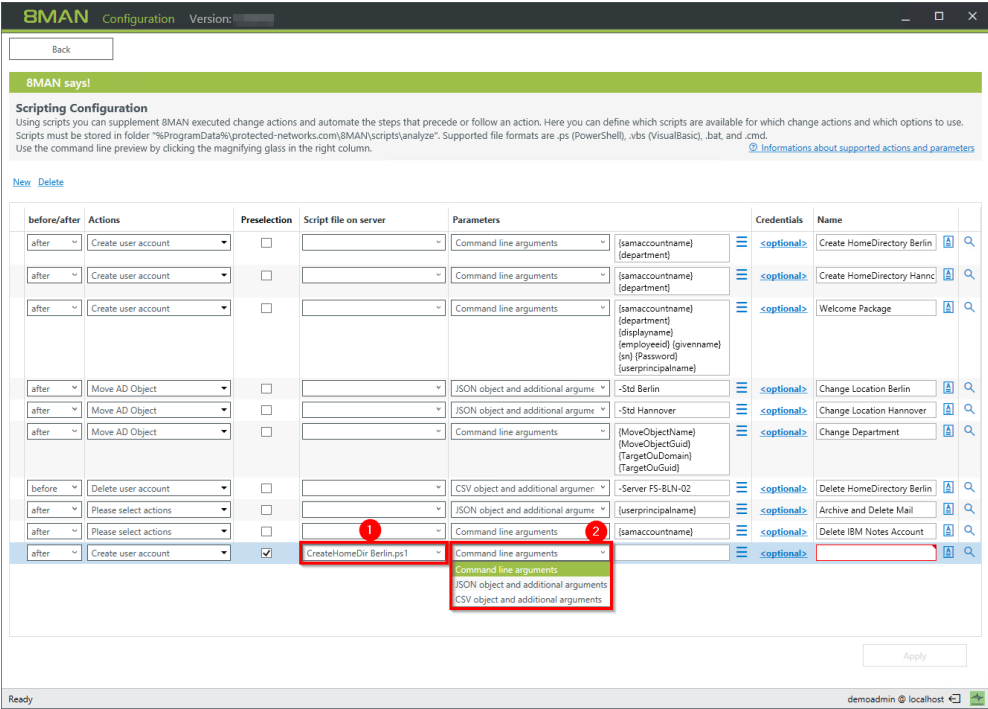 8MAN Configuration Version:
Back
8MAN says!
Scripting Configuration
Using scripts you can supplement 8MAN executed change actions and automate the steps that precede or follow an action. Here you can define which scripts are available for which change actions and which options to use.
Scripts must be stored in folder "%ProgramData%\protected-networks.com\8MAN\scripts\analyze". Supported file formats are .ps (PowerShell), .vbs (VisualBasic), .bat, and .cmd.
Use the command line preview by clicking the magnifying glass in the right column.
Informations about supported actions and parameters
New Delete
before/after Actions Preselection Script file on server Parameters Credentials Name
after Create user account Command line arguments {samaccountname} <optional> Create HomeDirectory Berlin
{department}
after Create user account Command line arguments {samaccountname} <optional> Create HomeDirectory Hannc
{department}
after Create user account Command line arguments {samaccountname} <optional> Welcome Package
{department}
{displayname}
{employeeid} {givenname}
{sn} {Password}
{userprincipalname}
after Move AD Object JSON object and additional argume -Std Berlin <optional> Change Location Berlin
after Move AD Object JSON object and additional argume -Std Hannover <optional> Change Location Hannover
after Move AD Object Command line arguments {MoveObjectName} <optional> Change Department
{MoveObjectGuid}
{TargetOuDomain}
{TargetOuGuid}
before Delete user account CSV object and additional argumen -Server FS-BLN-02 <optional> Delete HomeDirectory Berlin
after Please select actions JSON object and additional argume {userprincipalname} <optional> Archive and Delete Mail
after Please select actions Command line arguments {samaccountname} <optional> Delete IBM Notes Account
1 2
after Create user account CreateHomeDir Berlin.ps1 Command line arguments <optional>
Command line arguments
JSON object and additional arguments
CSV object and additional arguments
Apply
Ready demoadmin @ localhost